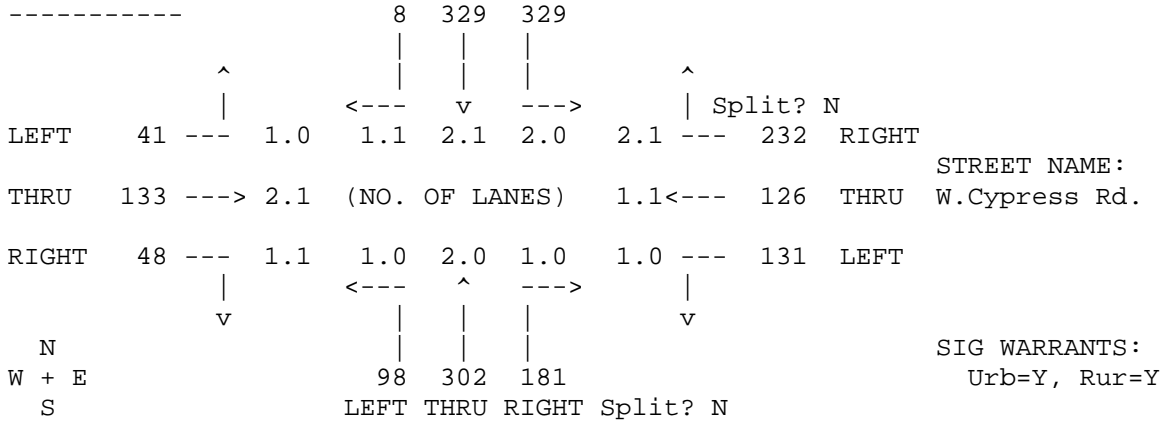 -----------            8  329  329
                       |   |   |
            ^          |   |   |         ^
            |       <---   v   --->      | Split? N
LEFT    41 ---  1.0   1.1  2.1  2.0   2.1 ---  232  RIGHT
                                                         STREET NAME:
THRU   133 ---> 2.1  (NO. OF LANES)   1.1<---  126  THRU  W.Cypress Rd.
RIGHT   48 ---  1.1   1.0  2.0  1.0   1.0 ---  131  LEFT
            |       <---   ^   --->      |
            v          |   |   |         v
  N                    |   |   |                         SIG WARRANTS:
W + E                 98  302  181                         Urb=Y, Rur=Y
  S                 LEFT THRU RIGHT Split? N